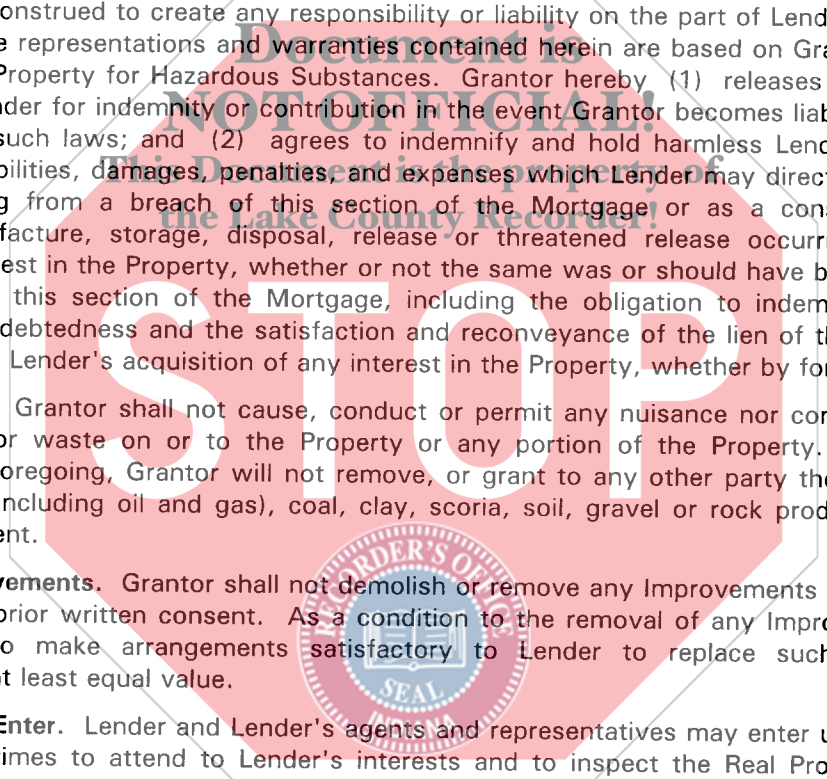 onstrued to create any responsibility or liability on the part of Lend
e representations and warranties contained herein are based on Gra
Property for Hazardous Substances. Grantor hereby (1) releases
nder for indemnity or contribution in the event Grantor becomes liab
such laws; and (2) agrees to indemnify and hold harmless Lend
bilities, damages, penalties, and expenses which Lender may direct
g from a breach of this section of the Mortgage or as a con
facture, storage, disposal, release or threatened release occurri
est in the Property, whether or not the same was or should have b
this section of the Mortgage, including the obligation to indem
debtedness and the satisfaction and reconveyance of the lien of t
Lender's acquisition of any interest in the Property, whether by for
Grantor shall not cause, conduct or permit any nuisance nor con
or waste on or to the Property or any portion of the Property.
oregoing, Grantor will not remove, or grant to any other party the
ncluding oil and gas), coal, clay, scoria, soil, gravel or rock prod
ent.
vements. Grantor shall not demolish or remove any Improvements
prior written consent. As a condition to the removal of any Impro
o make arrangements satisfactory to Lender to replace such
t least equal value.
Enter. Lender and Lender's agents and representatives may enter u
imes to attend to Lender's interests and to inspect the Real Pro
Document is
NOT OFFICIAL!
This Document is the property of
the Lake County Recorder!
STOP
RECORDER'S OFFICE
SEAL
INDIANA